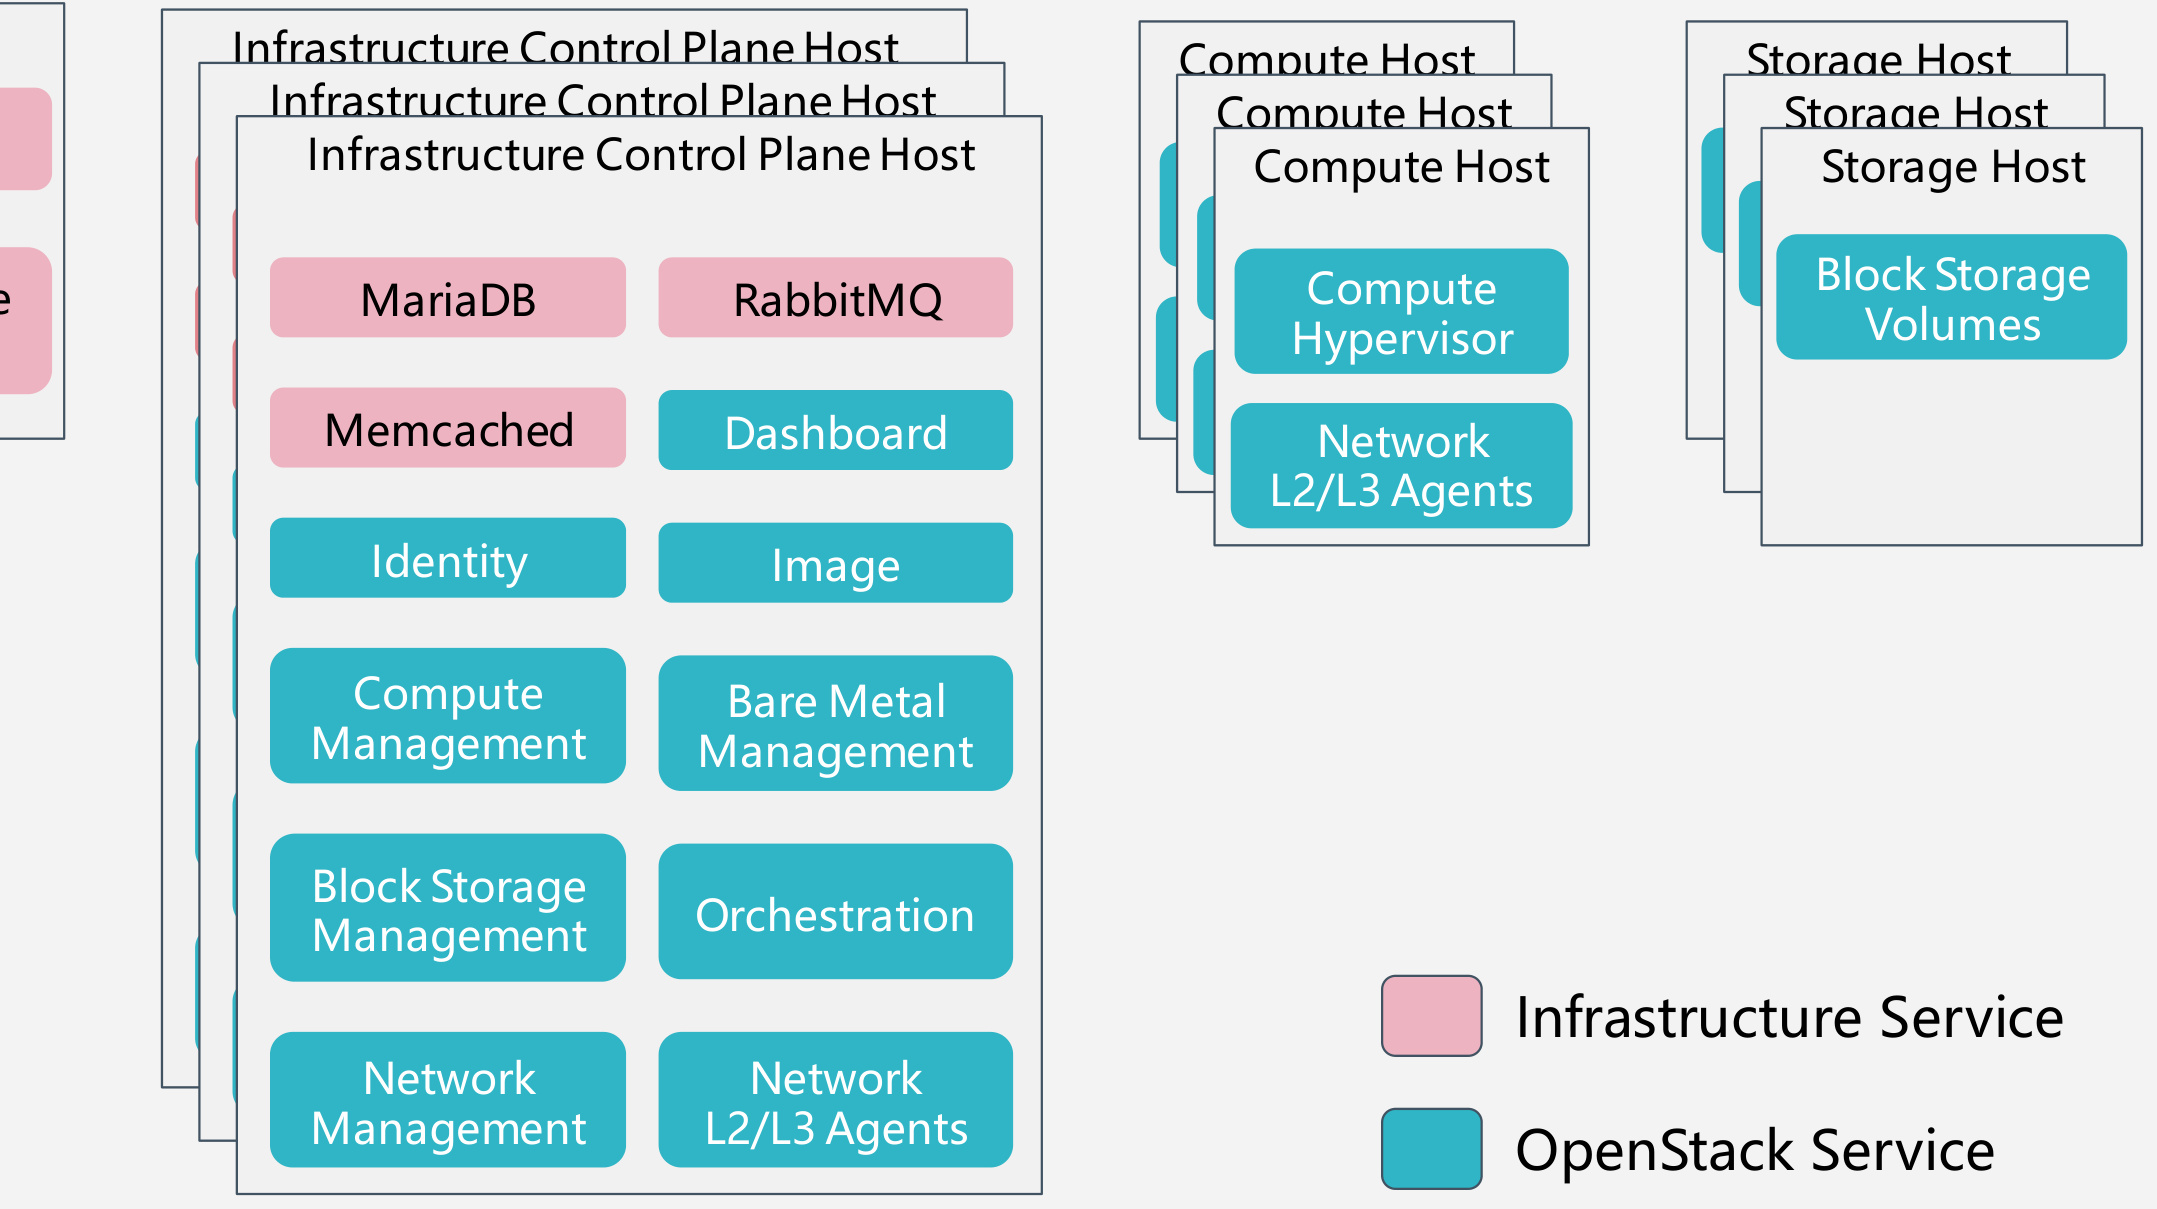 Infrastructure Control Plane Host
Infrastructure Control Plane Host
Infrastructure Control Plane Host
MariaDB
RabbitMQ
Memcached
Dashboard
Identity
Image
Compute
Management
Bare Metal
Management
Block Storage
Management
Orchestration
Network
Management
Network
L2/L3 Agents
Compute Host
Compute Host
Compute Host
Compute
Hypervisor
Network
L2/L3 Agents
Storage Host
Storage Host
Storage Host
Block Storage
Volumes
Infrastructure Service
OpenStack Service